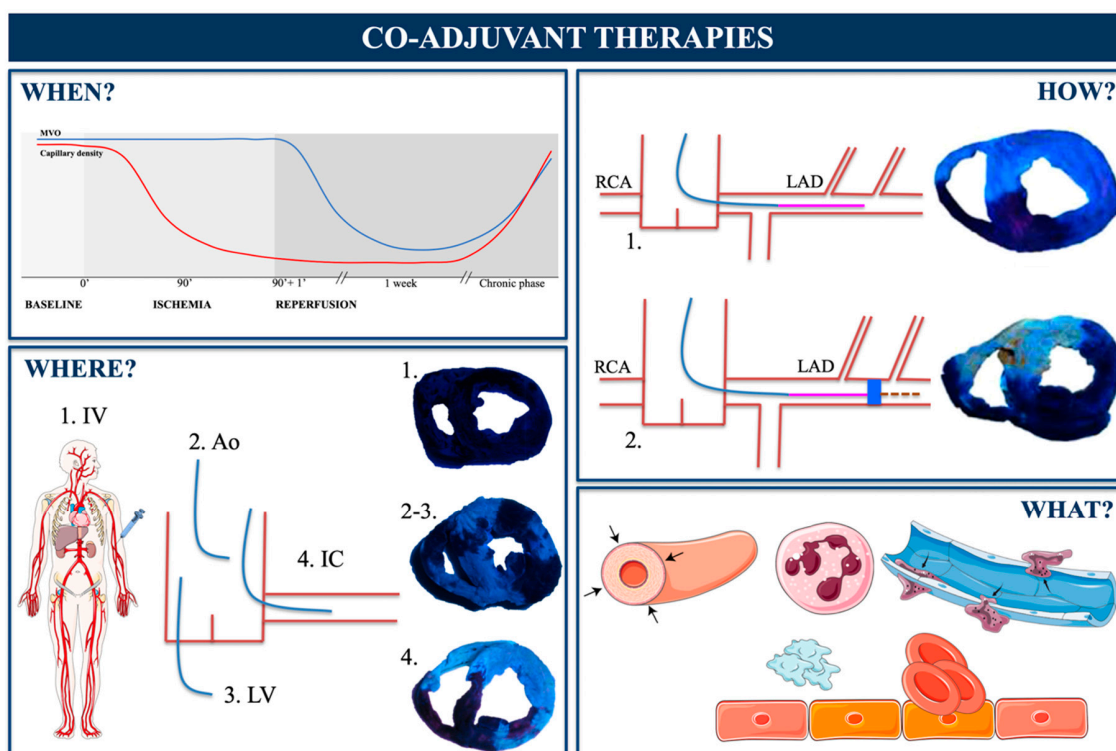 CO-ADJUVANT THERAPIES
WHEN?
MVO
Capillary density
0’ 90’ 90’+ 1’ 1 week Chronic phase
BASELINE ISCHEMIA REPERFUSION
WHERE?
1. IV
2. Ao
4. IC
3. LV
1.
2-3.
4.
HOW?
RCA LAD
1.
RCA LAD
2.
WHAT?